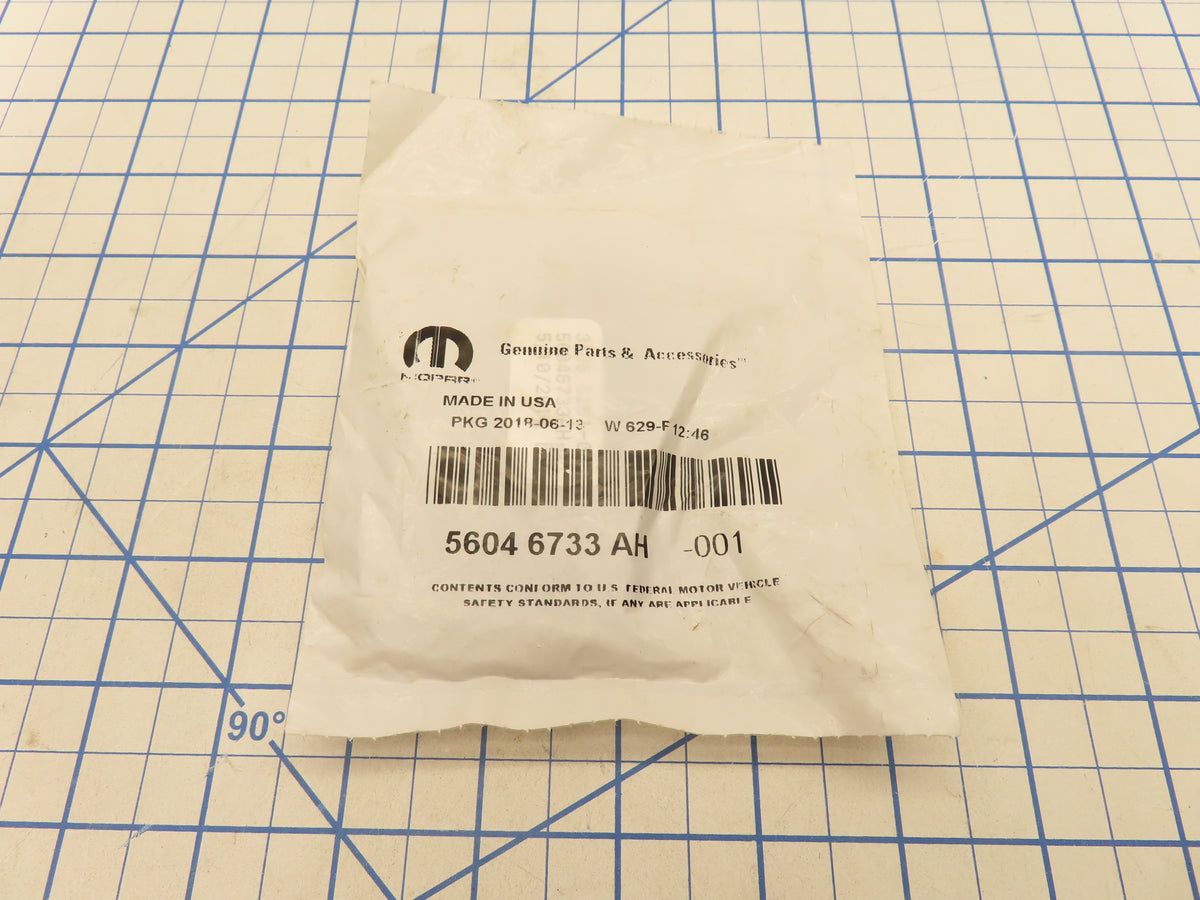 MOPAR
Genuine Parts & Accessories™
MADE IN USA
PKG 2018-06-13 W 629-F 12:46
5604 6733 AH -001
CONTENTS CONFORM TO U.S. FEDERAL MOTOR VEHICLE
SAFETY STANDARDS, IF ANY ARE APPLICABLE
90°